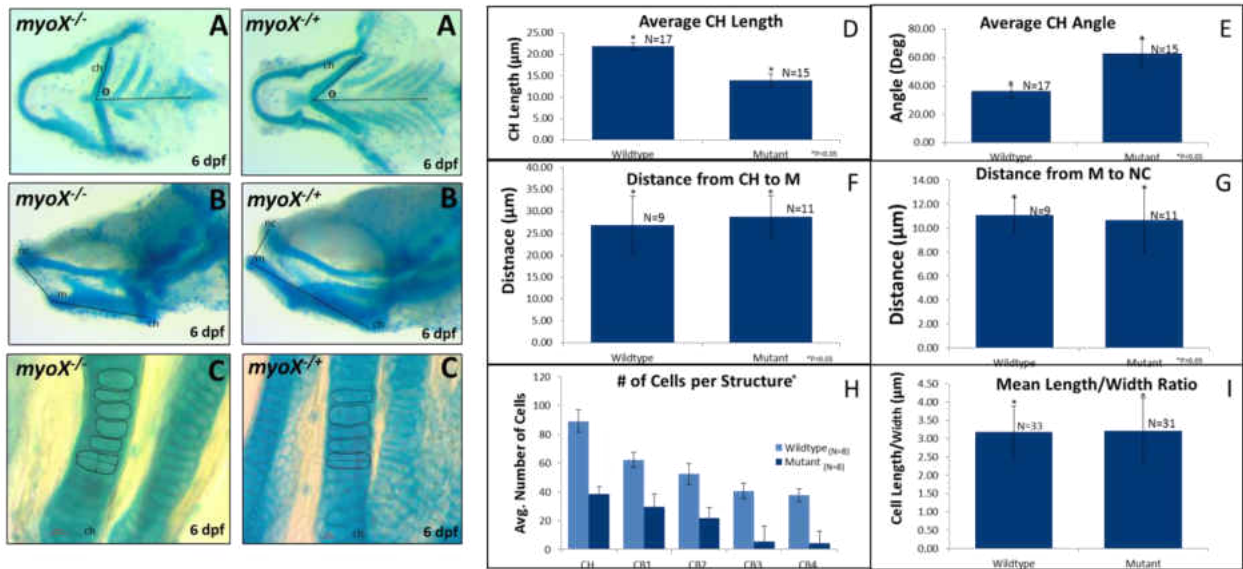 myoX-/-
A
ch
Θ
6 dpf
myoX-/+
A
ch
Θ
6 dpf
myoX-/-
B
nc
m
ch
6 dpf
myoX-/+
B
nc
m
ch
6 dpf
myoX-/-
C
ch
6 dpf
myoX-/+
C
ch
6 dpf
Average CH Length
D
CH Length (µm)
25.00
20.00
15.00
10.00
5.00
0.00
* N=17
* N=15
Wildtype
Mutant
*P<0.05
Average CH Angle
E
Angle (Deg)
80.00
60.00
40.00
20.00
0.00
* N=17
* N=15
Wildtype
Mutant
*P<0.05
Distance from CH to M
F
Distnace (µm)
40.00
35.00
30.00
25.00
20.00
15.00
10.00
5.00
0.00
* N=9
* N=11
Wildtype
Mutant
Distance from M to NC
G
Distance (µm)
14.00
12.00
10.00
8.00
6.00
4.00
2.00
0.00
* N=9
* N=11
Wildtype
Mutant
# of Cells per Structure*
H
Avg. Number of Cells
120
100
80
60
40
20
0
Wildtype (N=8)
Mutant (N=8)
CH
CB1
CB2
CB3
CB4
Mean Length/Width Ratio
I
Cell Length/Width (µm)
4.50
4.00
3.50
3.00
2.50
2.00
1.50
1.00
0.50
0.00
* N=33
* N=31
Wildtype
Mutant